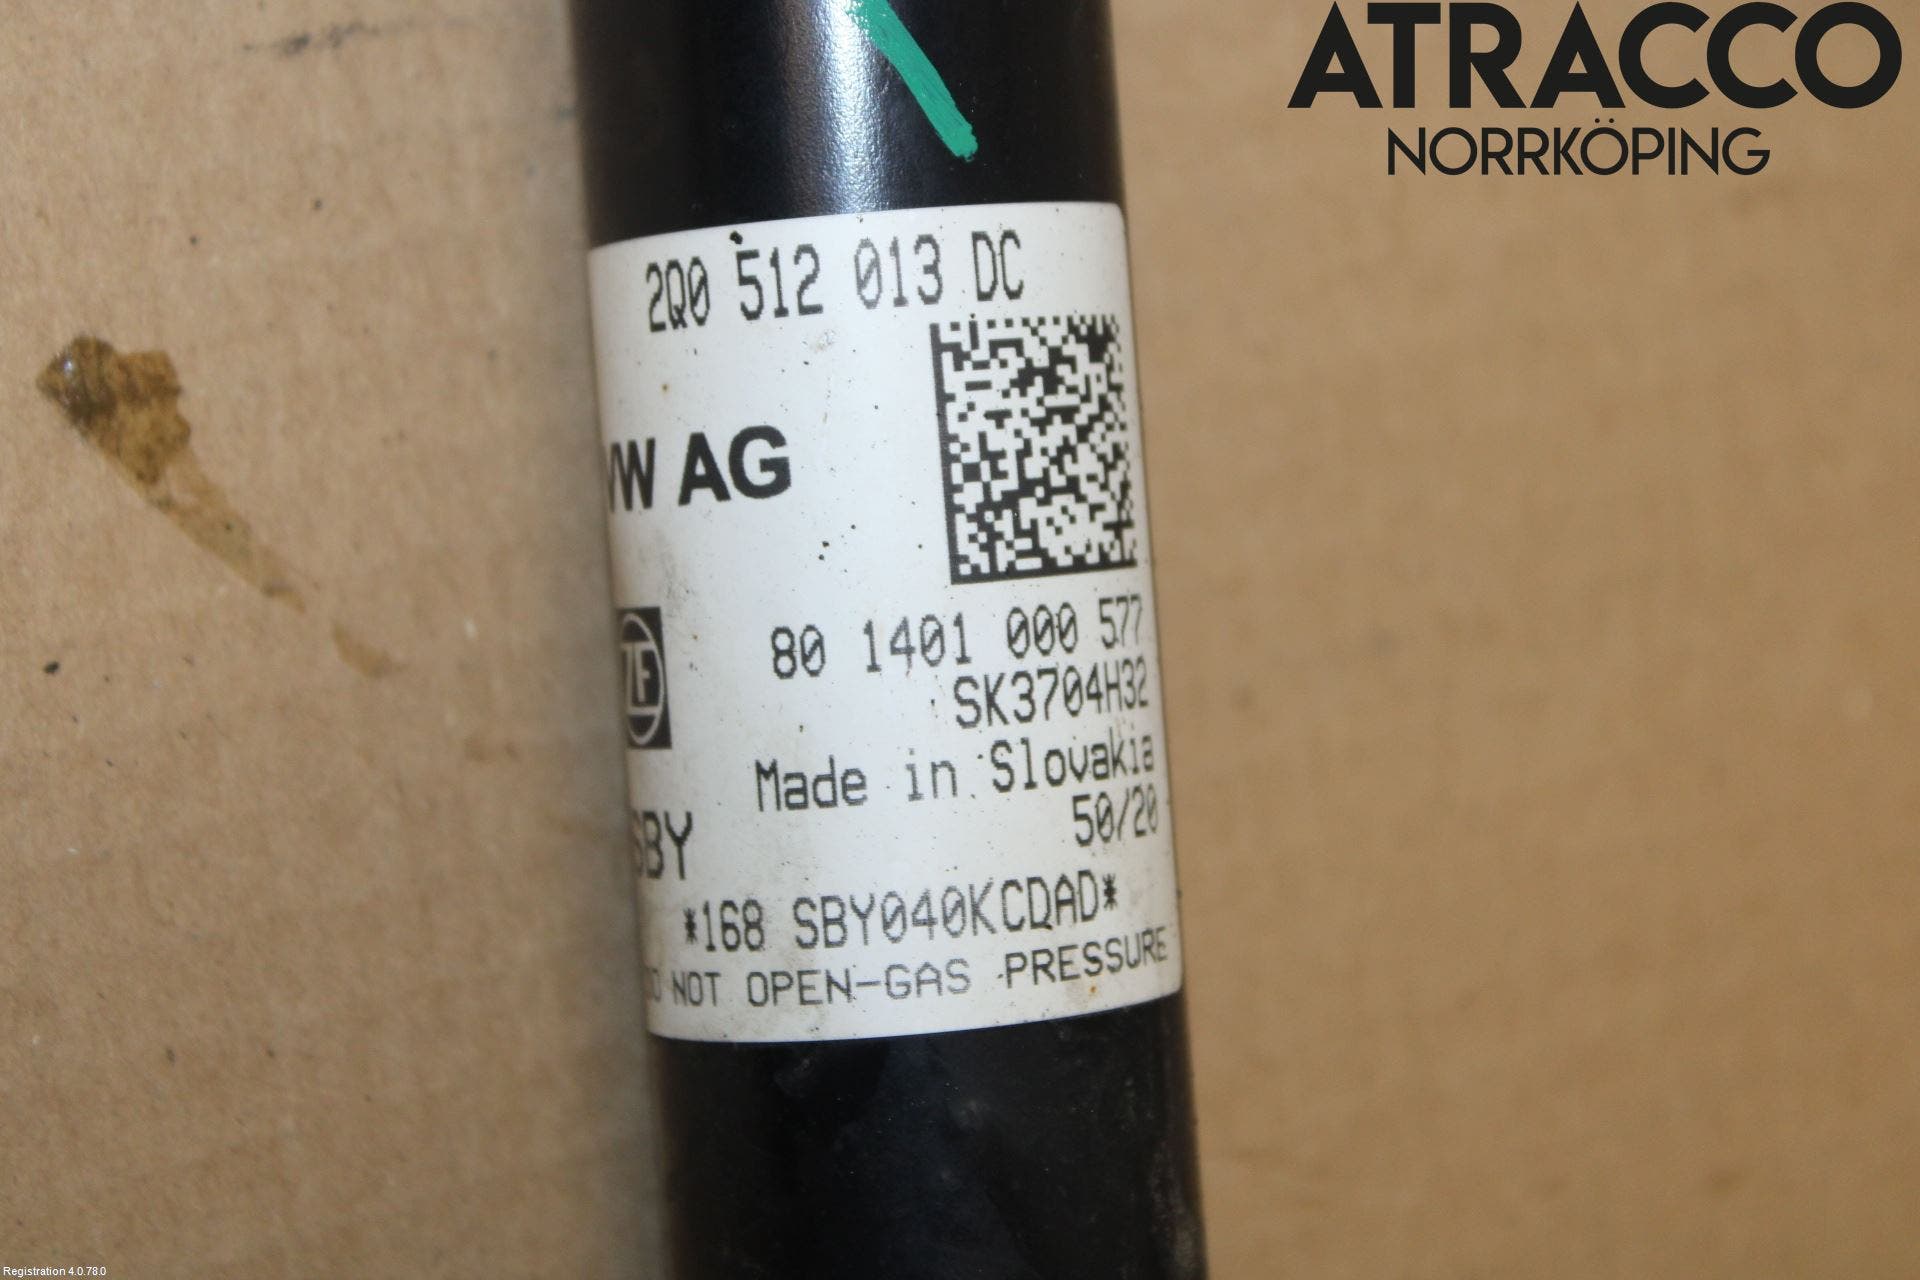 ATRACCO
NORRKÖPING
2Q0 512 013 DC
VW AG
80 1401 000 577
ZF
SK3704H32
Made in Slovakia
50/20
SBY
*168 SBY040KCDAD*
DO NOT OPEN-GAS PRESSURE
Registration 4.0.78.0